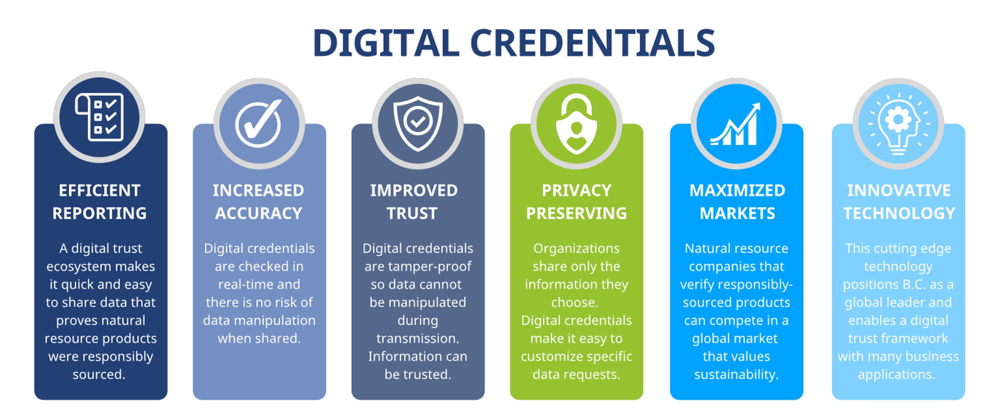 DIGITAL CREDENTIALS
EFFICIENT
REPORTING
A digital trust
ecosystem makes
it quick and easy
to share data that
proves natural
resource products
were responsibly
sourced.
INCREASED
ACCURACY
Digital credentials
are checked in
real-time and
there is no risk of
data manipulation
when shared.
IMPROVED
TRUST
Digital credentials
are tamper-proof
so data cannot
be manipulated
during
transmission.
Information can
be trusted.
PRIVACY
PRESERVING
Organizations
share only the
information they
choose.
Digital credentials
make it easy to
customize specific
data requests.
MAXIMIZED
MARKETS
Natural resource
companies that
verify responsibly-
sourced products
can compete in a
global market
that values
sustainability.
INNOVATIVE
TECHNOLOGY
This cutting edge
technology
positions B.C. as a
global leader and
enables a digital
trust framework
with many business
applications.